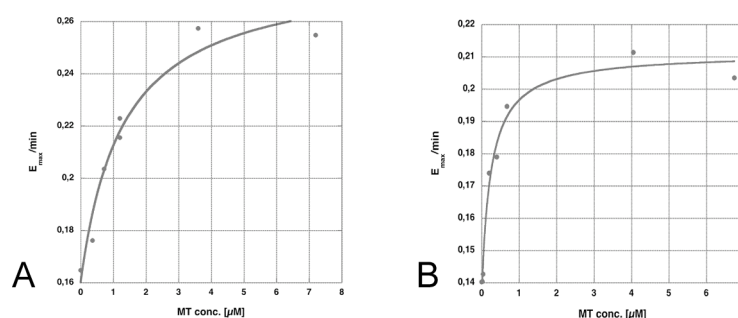 0,26
0,24
0,22
0,2
0,18
0,16
E max /min
0 1 2 3 4 5 6 7 8
MT conc. [µM]
A
0,22
0,21
0,2
0,19
0,18
0,17
0,16
0,15
0,14
E max /min
0 1 2 3 4 5 6
MT conc. [µM]
B